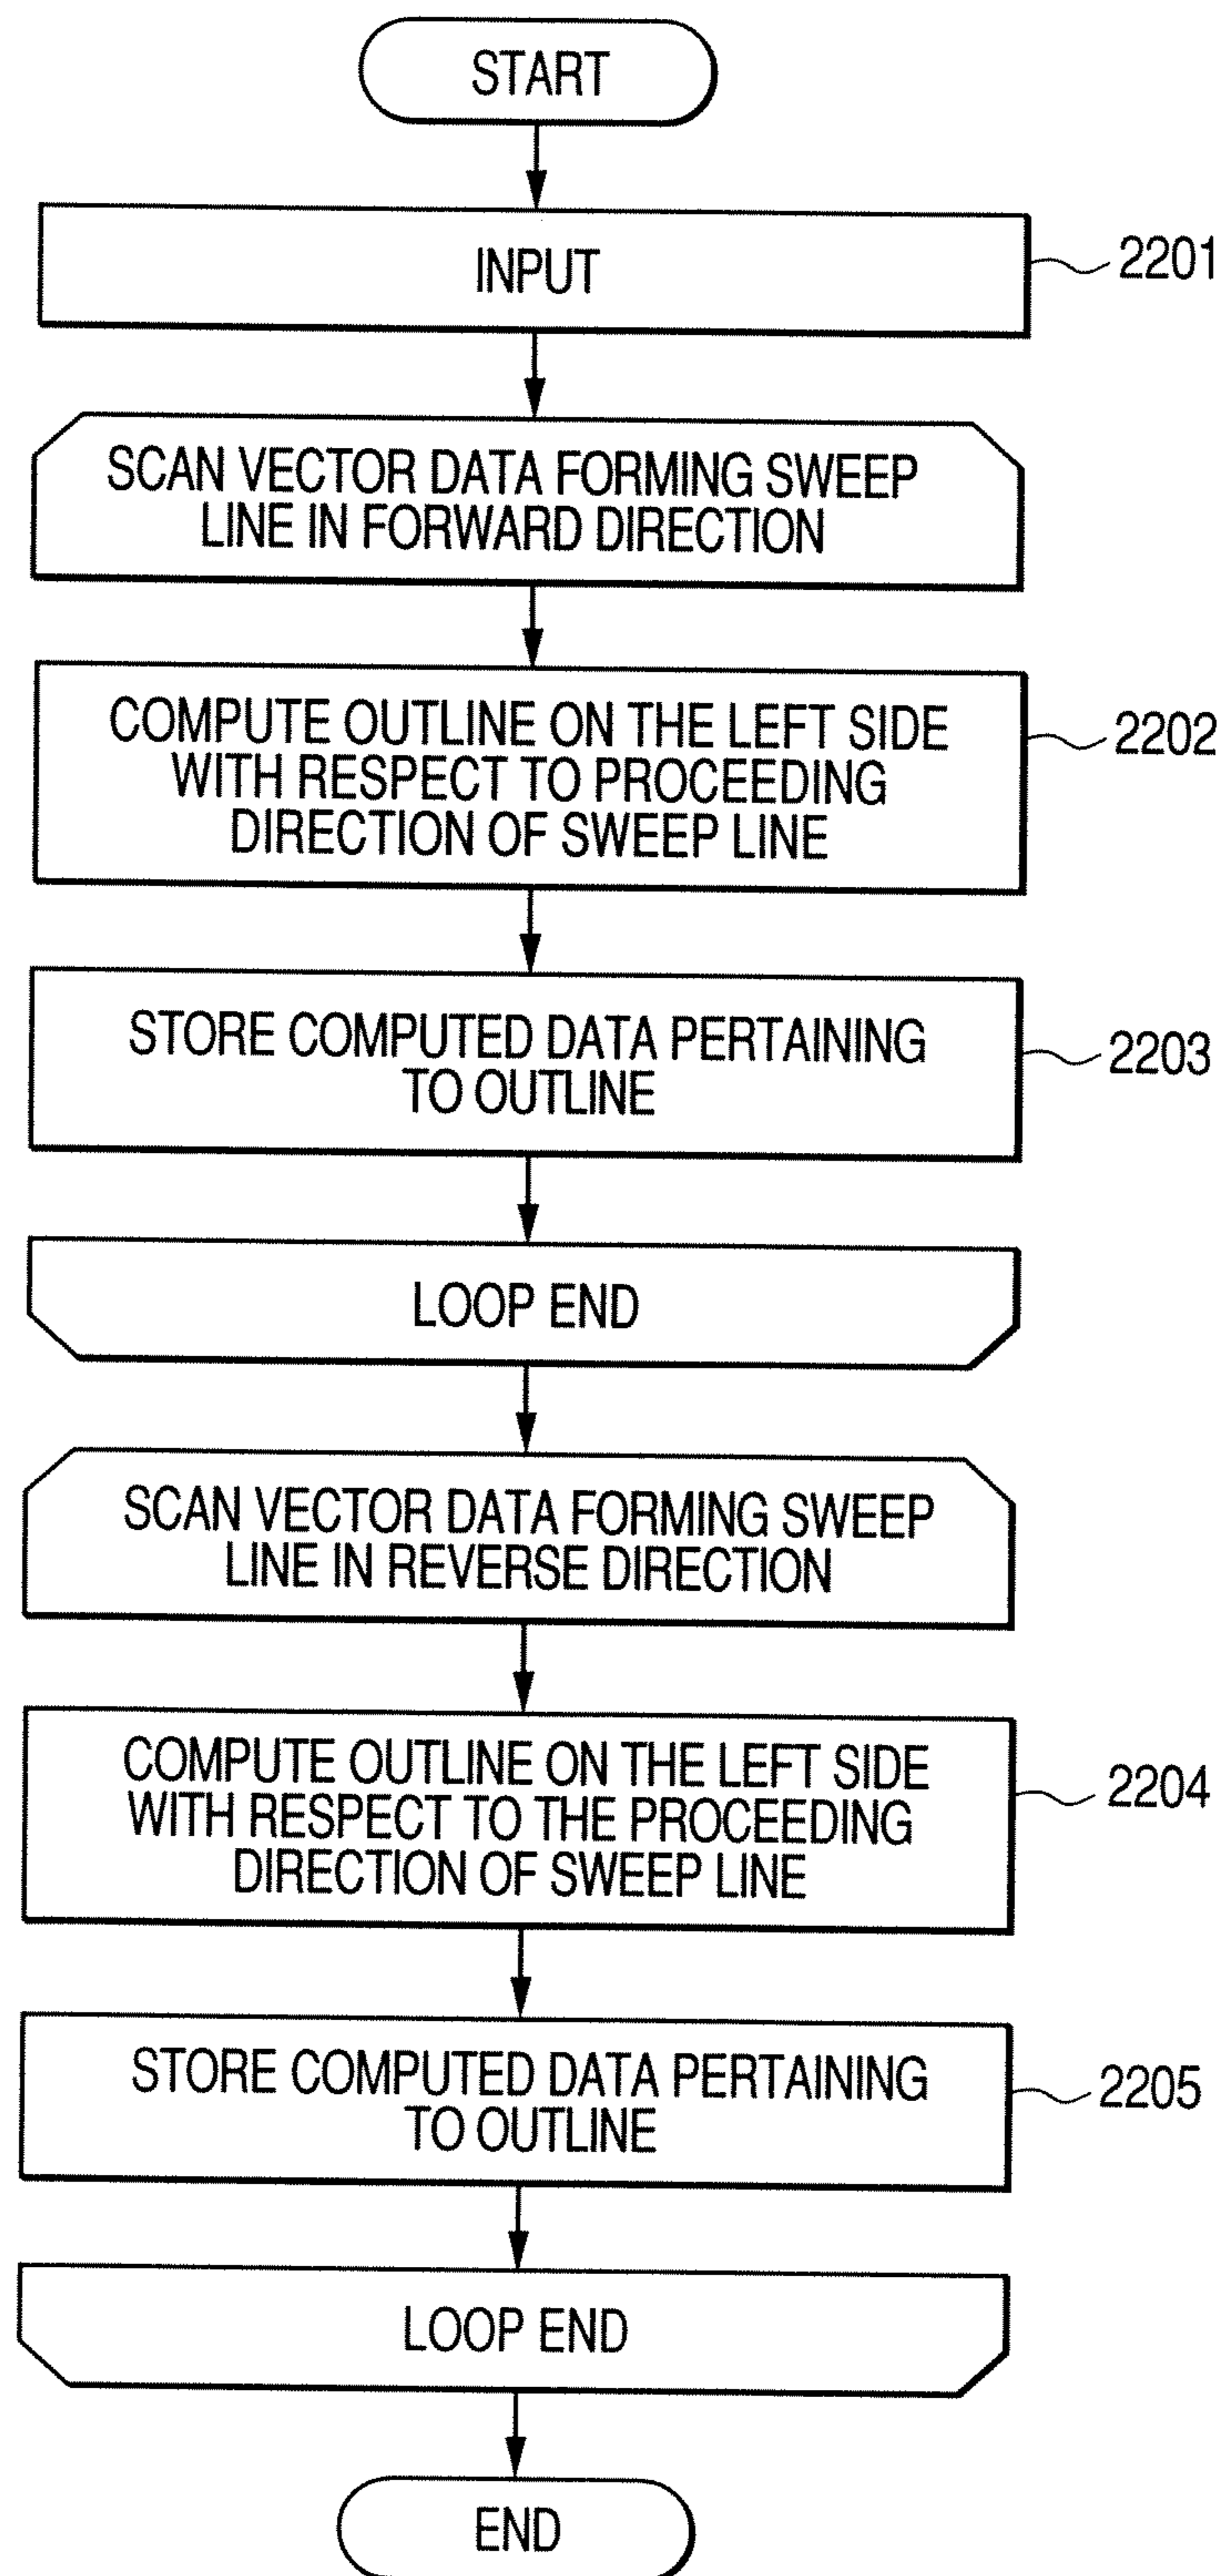 START
INPUT
2201
SCAN VECTOR DATA FORMING SWEEP
LINE IN FORWARD DIRECTION
COMPUTE OUTLINE ON THE LEFT SIDE
WITH RESPECT TO PROCEEDING
DIRECTION OF SWEEP LINE
2202
STORE COMPUTED DATA PERTAINING
TO OUTLINE
2203
LOOP END
SCAN VECTOR DATA FORMING SWEEP
LINE IN REVERSE DIRECTION
COMPUTE OUTLINE ON THE LEFT SIDE
WITH RESPECT TO THE PROCEEDING
DIRECTION OF SWEEP LINE
2204
STORE COMPUTED DATA PERTAINING
TO OUTLINE
2205
LOOP END
END